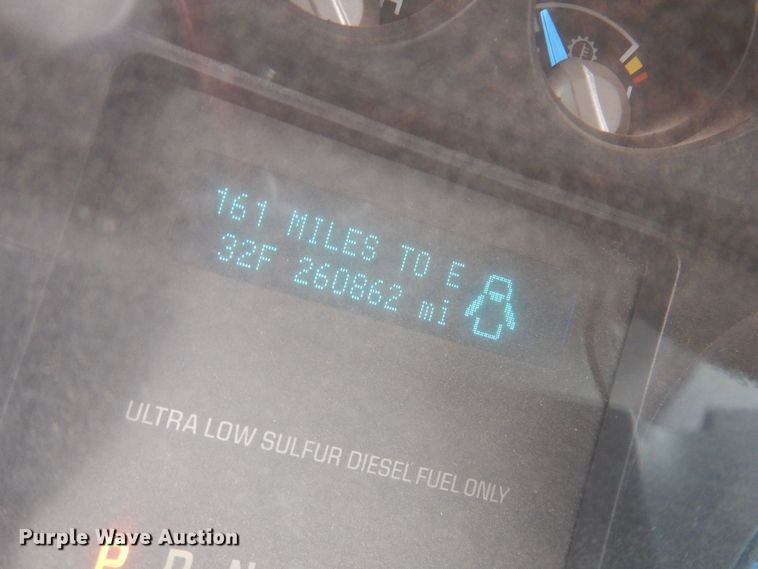 H
161 MILES TO E
32F 260862 mi
ULTRA LOW SULFUR DIESEL FUEL ONLY
P R N
Purple Wave Auction